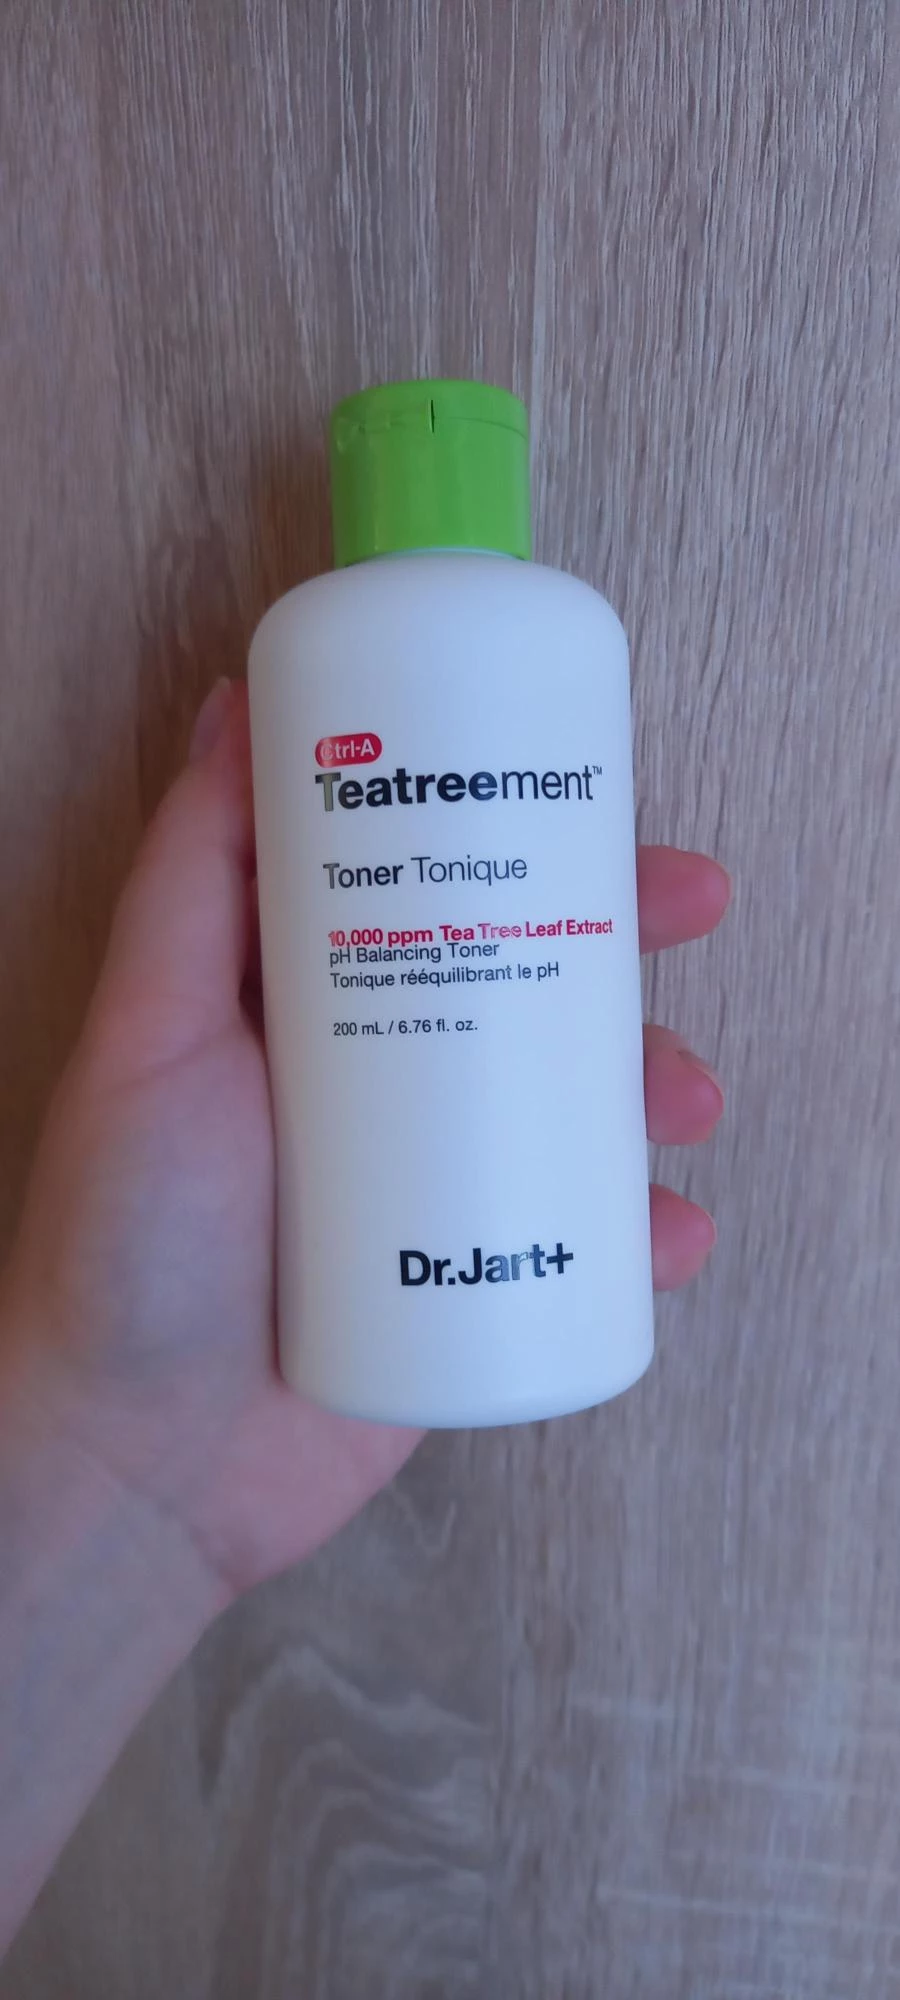 Ctrl-A
Teatreement™
Toner Tonique
10,000 ppm Tea Tree Leaf Extract
pH Balancing Toner
Tonique rééquilibrant le pH
200 mL / 6.76 fl. oz.
Dr.Jart+